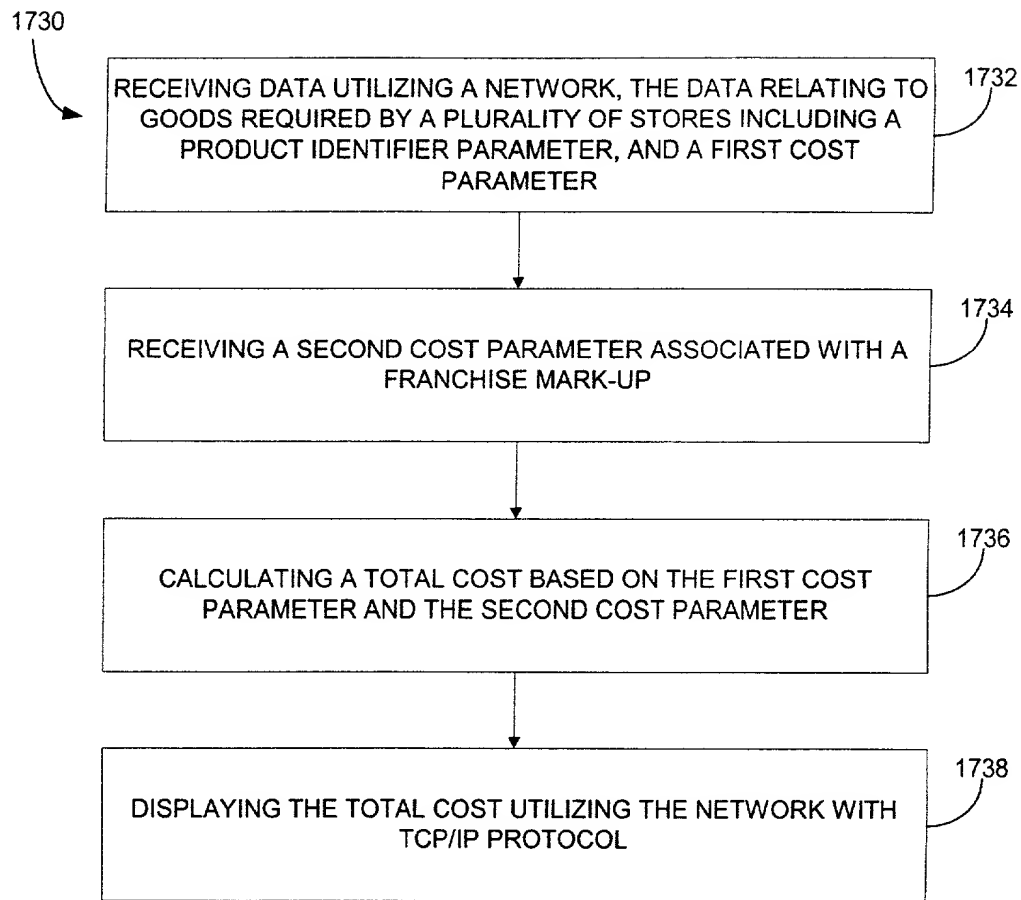 1730
1732
RECEIVING DATA UTILIZING A NETWORK, THE DATA RELATING TO
GOODS REQUIRED BY A PLURALITY OF STORES INCLUDING A
PRODUCT IDENTIFIER PARAMETER, AND A FIRST COST
PARAMETER
1734
RECEIVING A SECOND COST PARAMETER ASSOCIATED WITH A
FRANCHISE MARK-UP
1736
CALCULATING A TOTAL COST BASED ON THE FIRST COST
PARAMETER AND THE SECOND COST PARAMETER
1738
DISPLAYING THE TOTAL COST UTILIZING THE NETWORK WITH
TCP/IP PROTOCOL